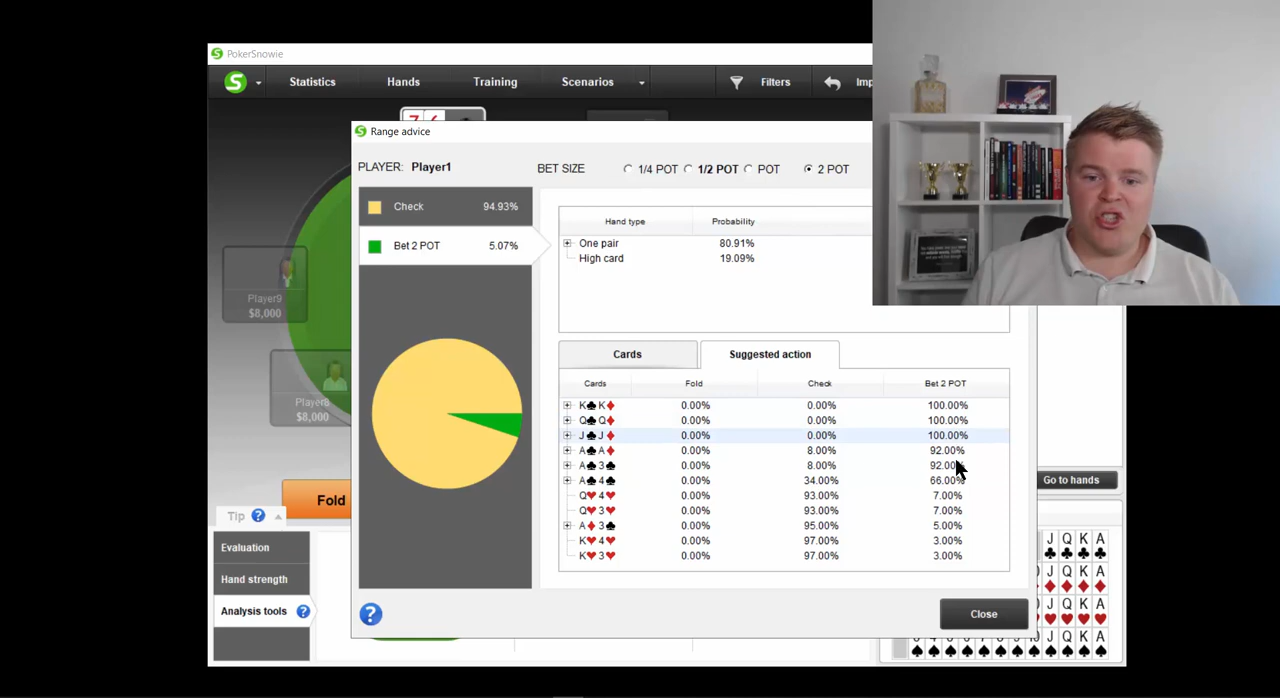 PokerSnowie
S Statistics Hands Training Scenarios Filters Imp
7 6
Range advice
PLAYER: Player1 BET SIZE 1/4 POT 1/2 POT POT 2 POT
Check 94.93%
Bet 2 POT 5.07%
Hand type Probability
One pair 80.91%
High card 19.09%
Player9
$8,000
Player8
$8,000
Cards Suggested action
Cards Fold Check Bet 2 POT
K♣ K♦ 0.00% 0.00% 100.00%
Q♣ Q♦ 0.00% 0.00% 100.00%
J♣ J♦ 0.00% 0.00% 100.00%
A♣ A♦ 0.00% 8.00% 92.00%
A♣ 3♣ 0.00% 8.00% 92.00%
A♣ 4♣ 0.00% 34.00% 66.00%
Q♥ 4♥ 0.00% 93.00% 7.00%
Q♥ 3♥ 0.00% 93.00% 7.00%
A♦ 3♣ 0.00% 95.00% 5.00%
K♥ 4♥ 0.00% 97.00% 3.00%
K♥ 3♥ 0.00% 97.00% 3.00%
Go to hands
Fold
Tip ?
Evaluation
Hand strength
Analysis tools ?
J Q K A
J Q K A
J Q K A
J Q K A
? Close